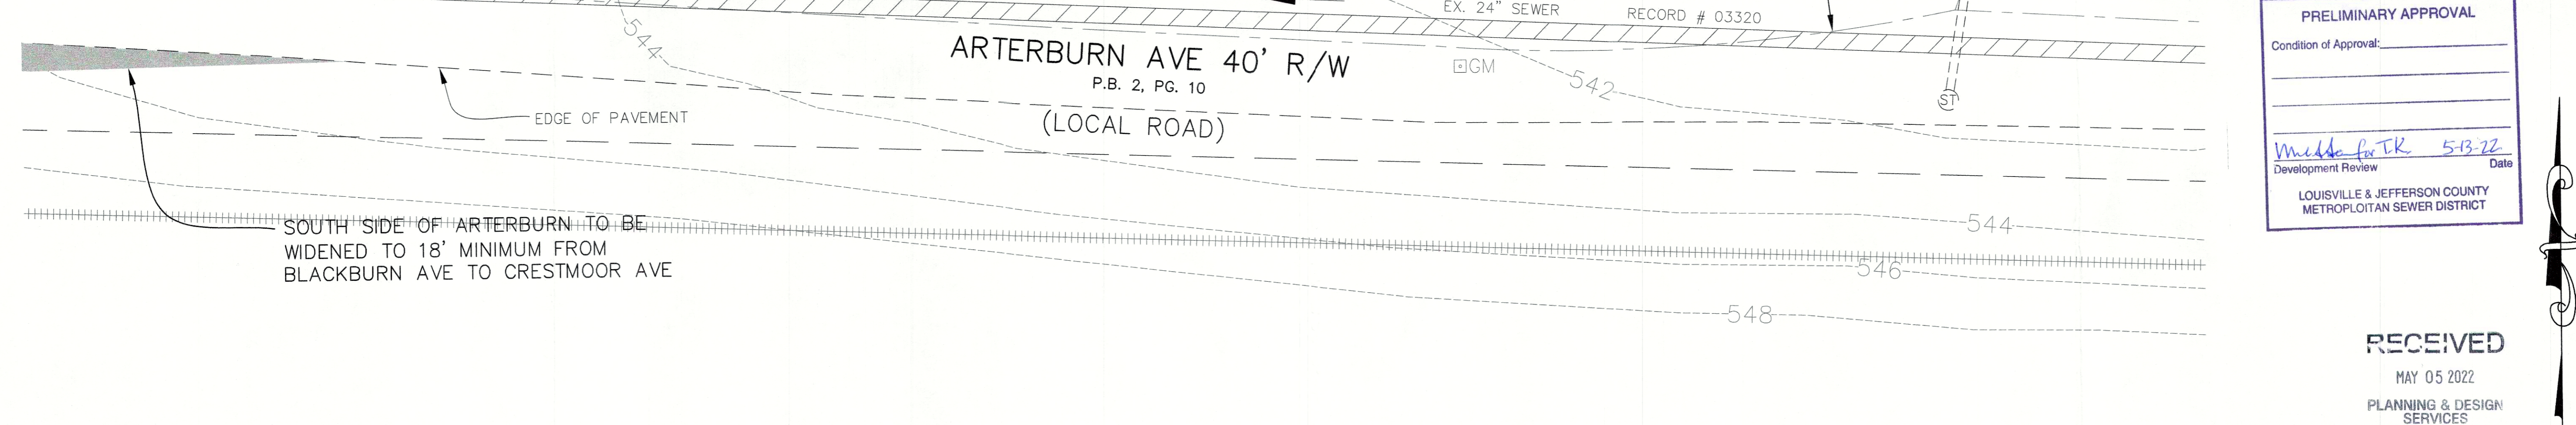 EX. 24" SEWER
RECORD # 03320
544
ARTERBURN AVE 40' R/W
P.B. 2, PG. 10
(LOCAL ROAD)
GM
542
ST
EDGE OF PAVEMENT
SOUTH SIDE OF ARTERBURN TO BE
WIDENED TO 18' MINIMUM FROM
BLACKBURN AVE TO CRESTMOOR AVE
544
546
548
PRELIMINARY APPROVAL
Condition of Approval:
for T.K. 5-13-22
Development Review Date
LOUISVILLE & JEFFERSON COUNTY
METROPLOITAN SEWER DISTRICT
RECEIVED
MAY 05 2022
PLANNING & DESIGN
SERVICES